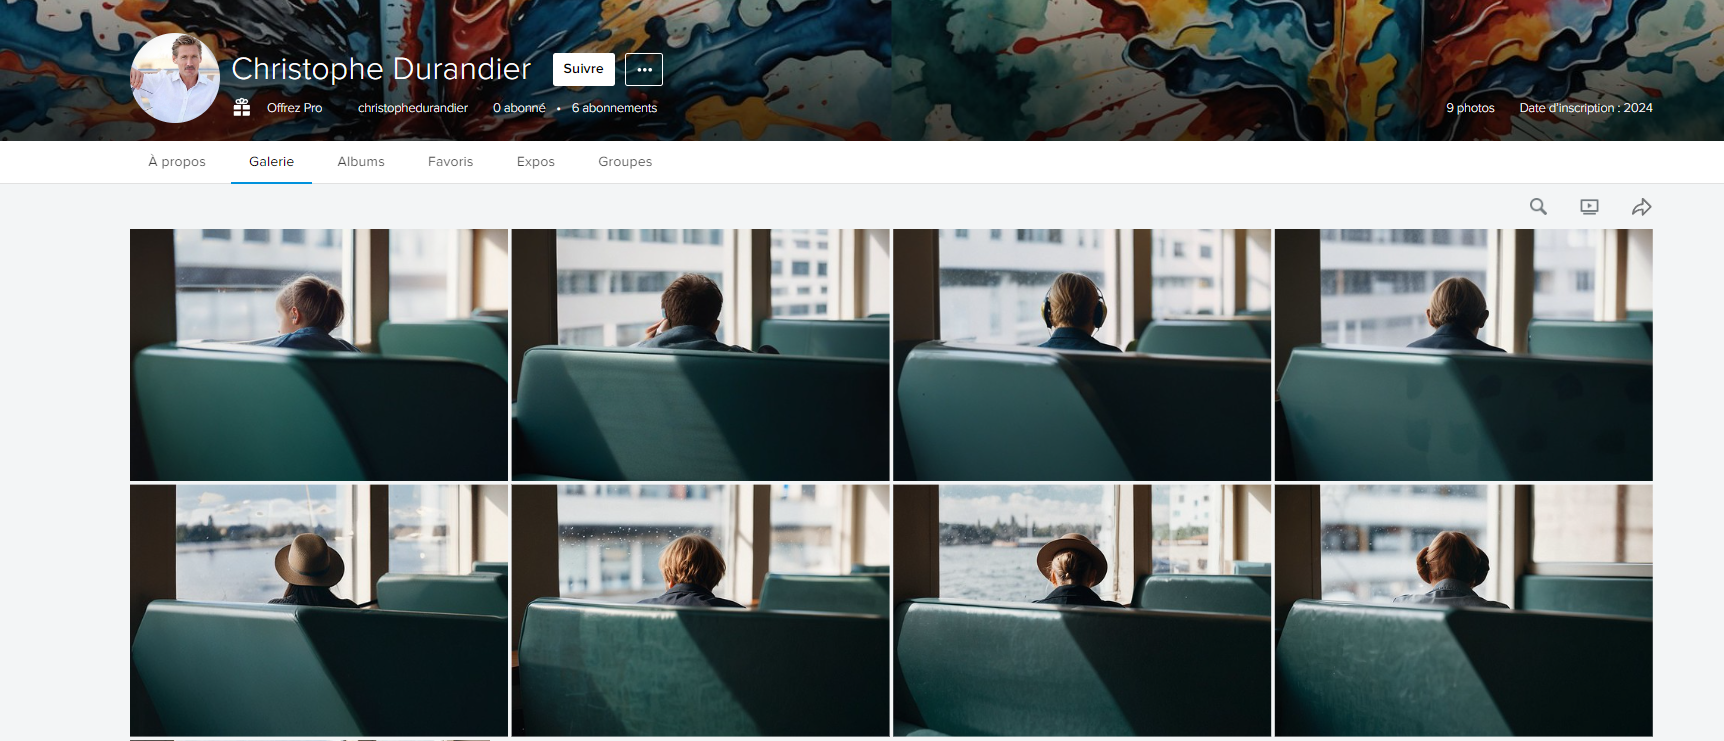 Christophe Durandier
Suivre
Offrez Pro
christophedurandier
0 abonné • 6 abonnements
9 photos
Date d'inscription : 2024
À propos
Galerie
Albums
Favoris
Expos
Groupes